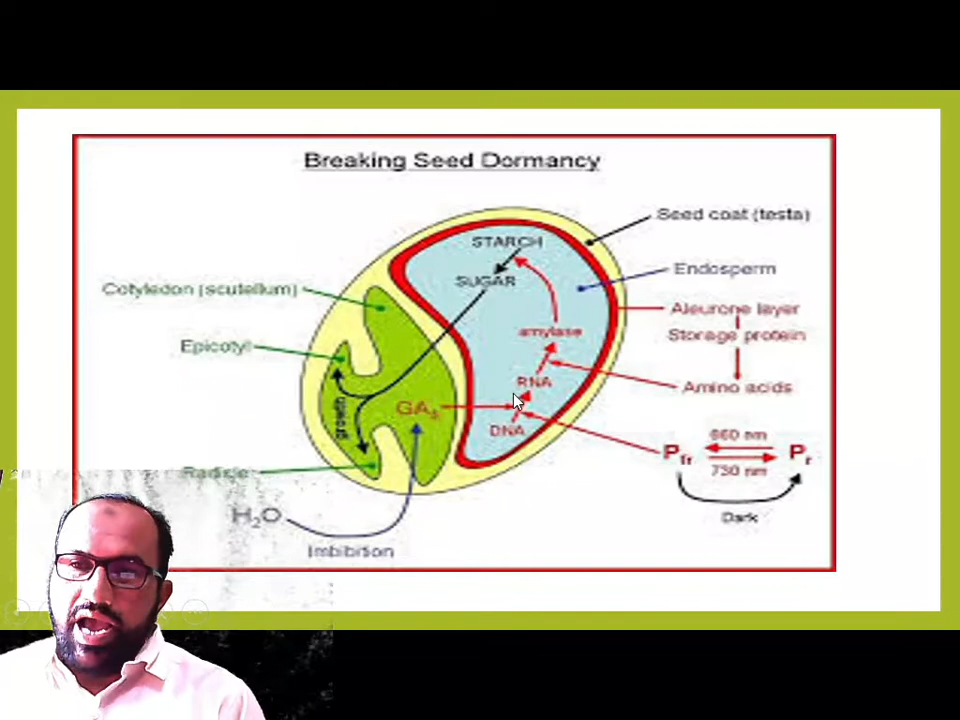 Breaking Seed Dormancy
Seed coat (testa)
STARCH
Endosperm
SUGAR
Cotyledon (scutellum)
Aleurone layer
amylase
Storage protein
Epicotyl
RNA
Amino acids
growth
GA₃
DNA
660 nm
Pfr
Pr
730 nm
Radicle
H₂O
Dark
Imbibition